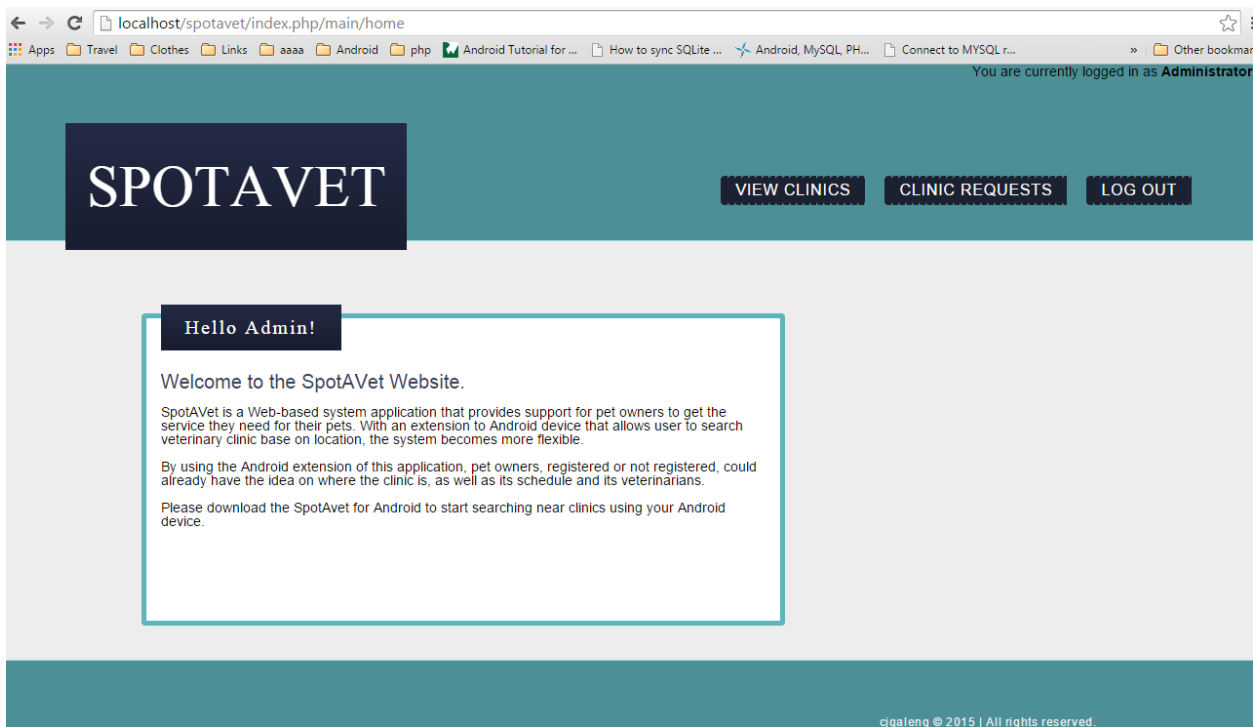 localhost/spotavet/index.php/main/home
Apps Travel Clothes Links aaaa Android php Android Tutorial for ... How to sync SQLite ... Android, MySQL, PH... Connect to MYSQL r... » Other bookmar
You are currently logged in as Administrator
SPOTAVET
VIEW CLINICS CLINIC REQUESTS LOG OUT
Hello Admin!
Welcome to the SpotAVet Website.
SpotAVet is a Web-based system application that provides support for pet owners to get the
service they need for their pets. With an extension to Android device that allows user to search
veterinary clinic base on location, the system becomes more flexible.
By using the Android extension of this application, pet owners, registered or not registered, could
already have the idea on where the clinic is, as well as its schedule and its veterinarians.
Please download the SpotAvet for Android to start searching near clinics using your Android
device.
cjgaleng © 2015 | All rights reserved.